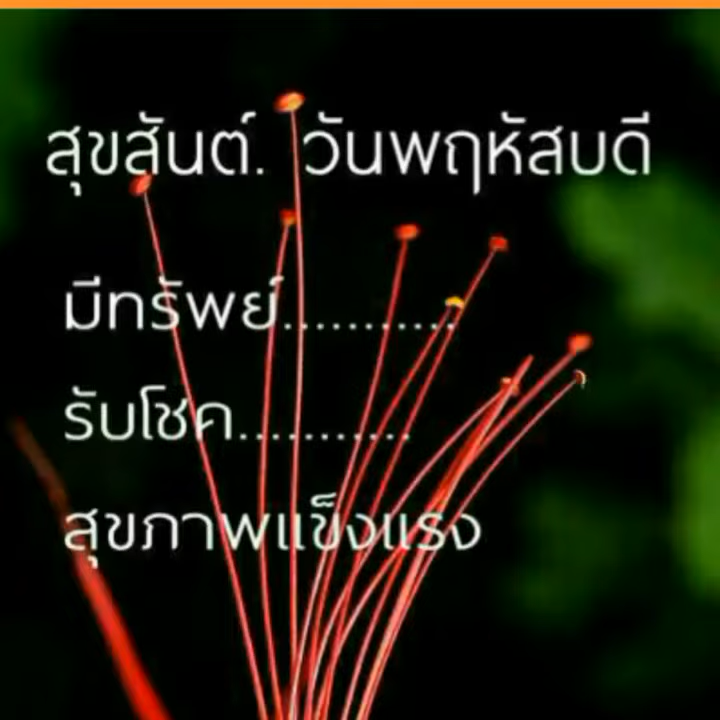 สุขสันต์. วันพฤหัสบดี
มีทรัพย์...........
รับโชค...........
สุขภาพแข็งแรง